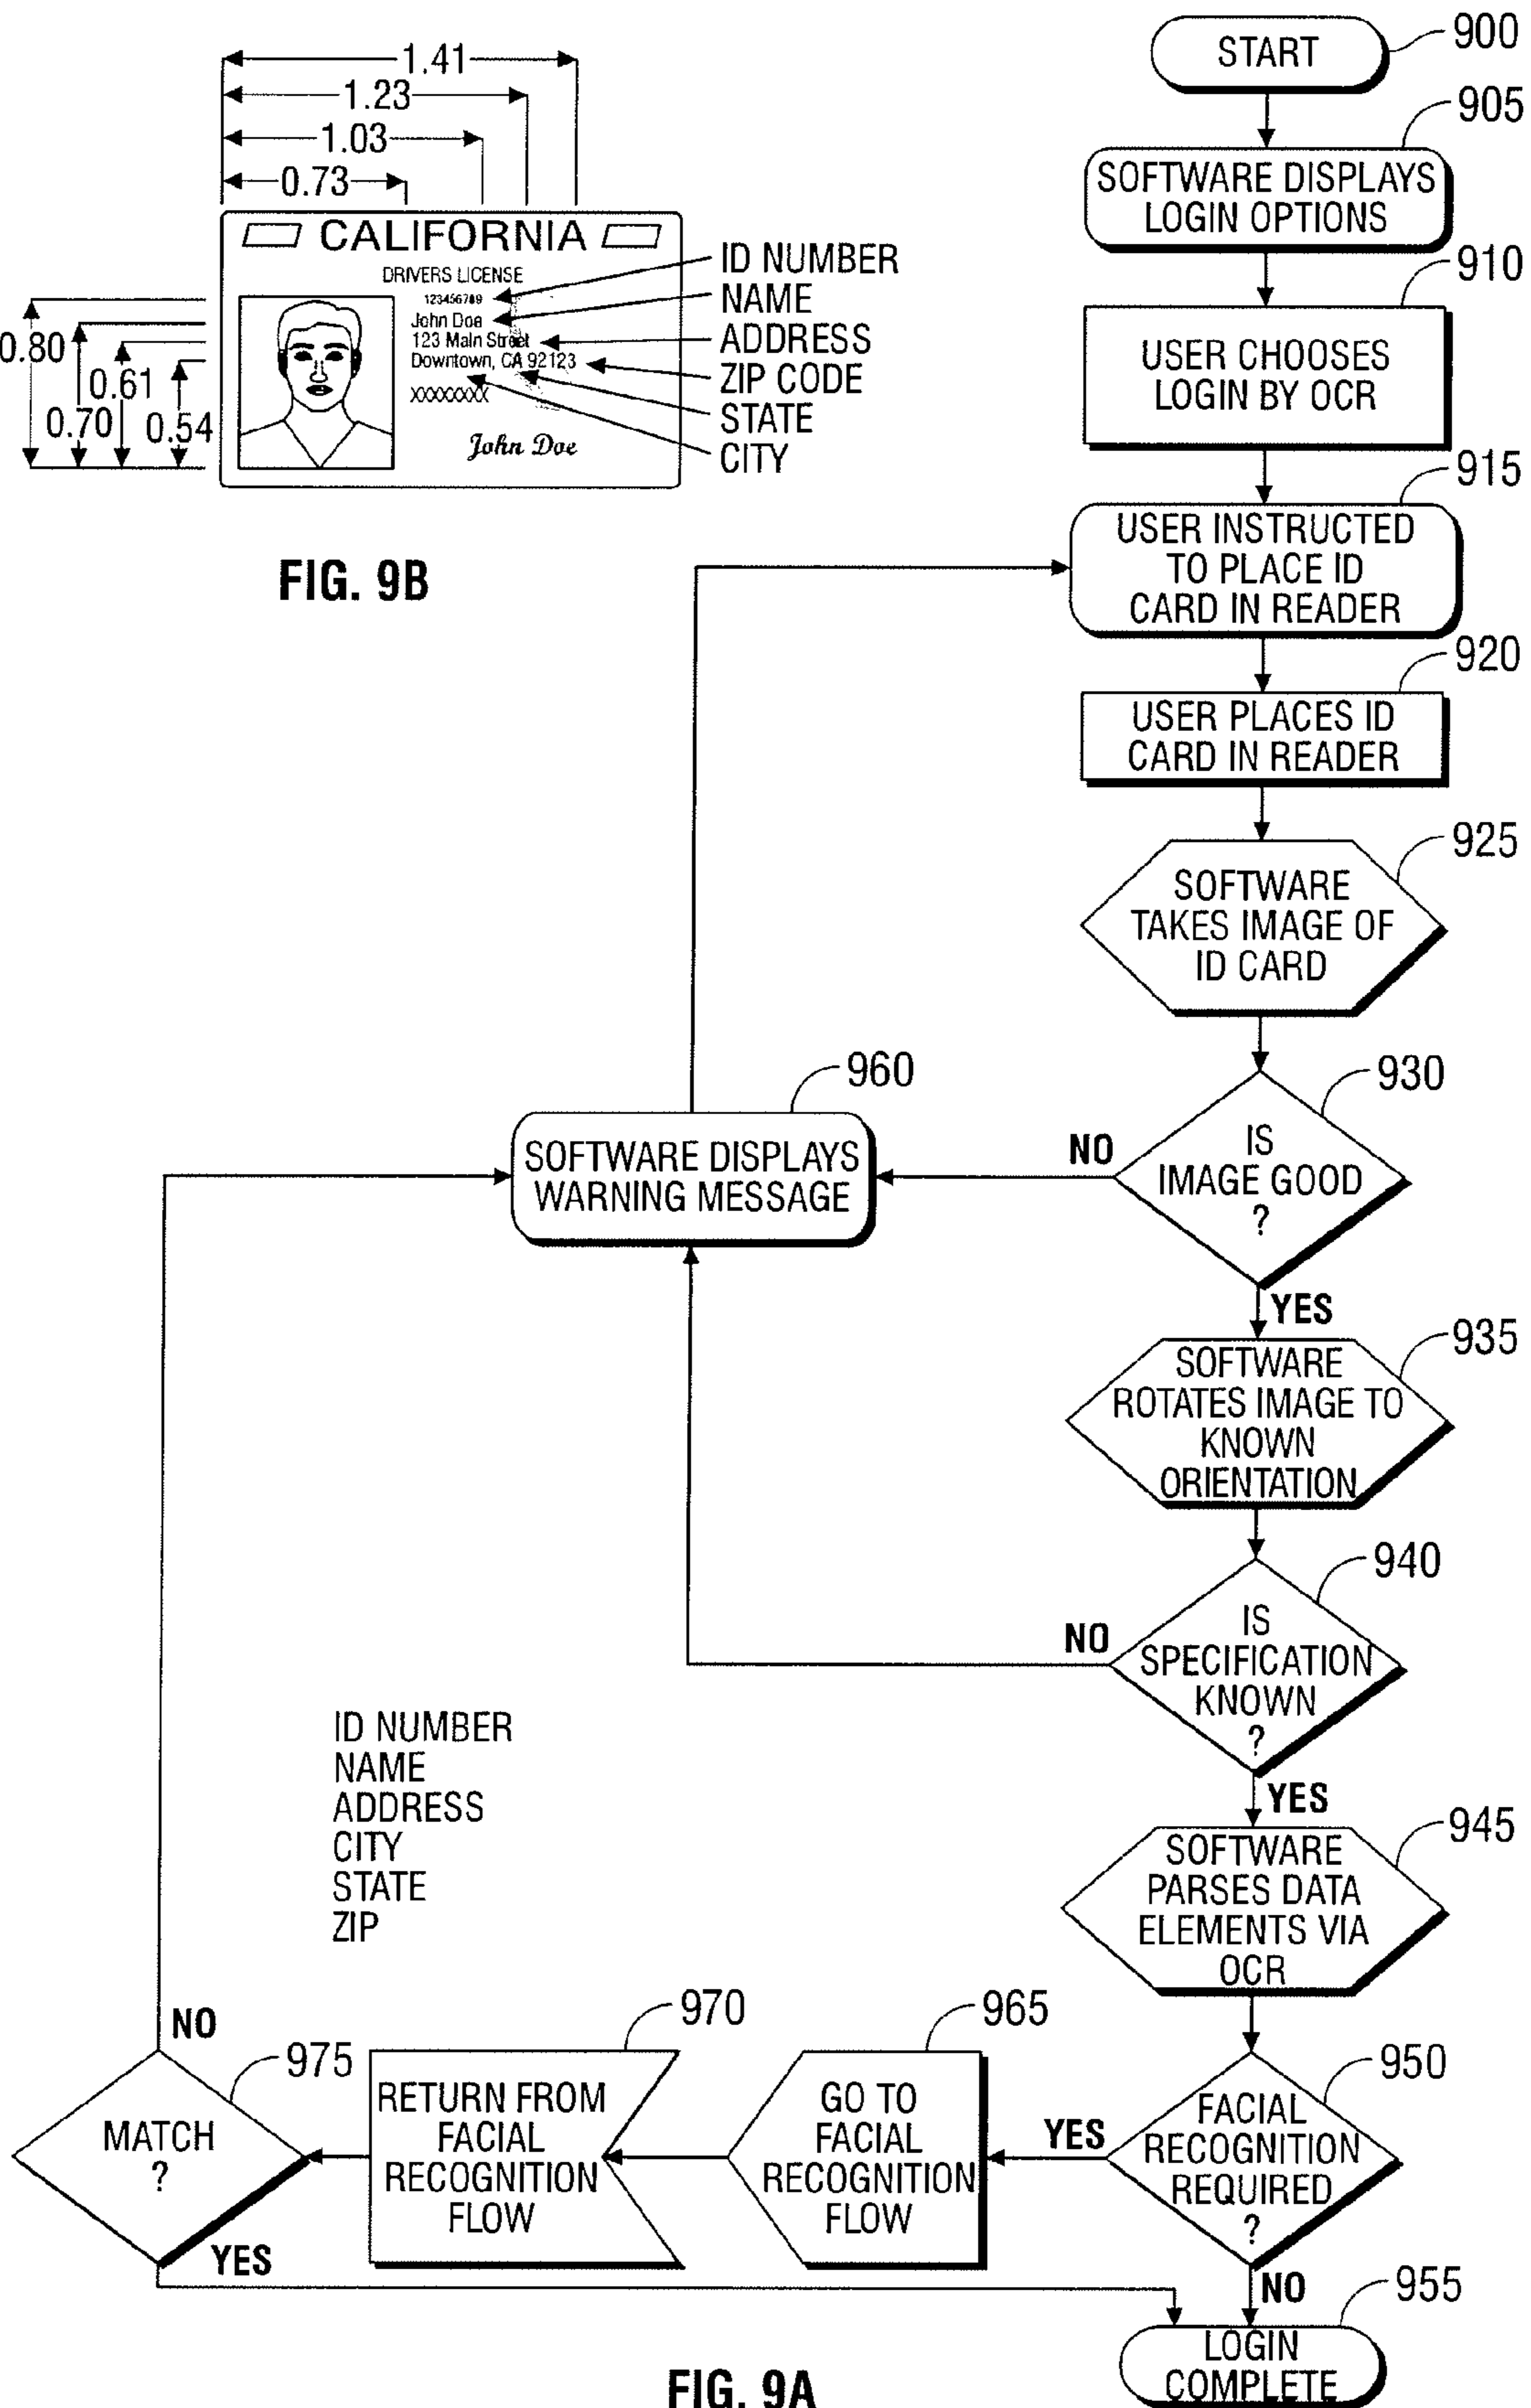 1.41
1.23
1.03
0.73
CALIFORNIA
DRIVERS LICENSE
123456789
John Doe
123 Main Street
Downtown, CA 92123
XXXXXXXX
John Doe
ID NUMBER
NAME
ADDRESS
ZIP CODE
STATE
CITY
0.80
0.70
0.61
0.54
FIG. 9B
START
900
SOFTWARE DISPLAYS
LOGIN OPTIONS
905
USER CHOOSES
LOGIN BY OCR
910
USER INSTRUCTED
TO PLACE ID
CARD IN READER
915
USER PLACES ID
CARD IN READER
920
SOFTWARE
TAKES IMAGE OF
ID CARD
925
IS
IMAGE GOOD
?
930
NO
YES
SOFTWARE DISPLAYS
WARNING MESSAGE
960
SOFTWARE
ROTATES IMAGE TO
KNOWN
ORIENTATION
935
IS
SPECIFICATION
KNOWN
?
940
NO
YES
ID NUMBER
NAME
ADDRESS
CITY
STATE
ZIP
SOFTWARE
PARSES DATA
ELEMENTS VIA
OCR
945
FACIAL
RECOGNITION
REQUIRED
?
950
YES
NO
GO TO
FACIAL
RECOGNITION
FLOW
965
RETURN FROM
FACIAL
RECOGNITION
FLOW
970
MATCH
?
975
NO
YES
LOGIN
COMPLETE
955
FIG. 9A